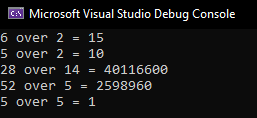 Microsoft Visual Studio Debug Console
6 over 2 = 15
5 over 2 = 10
28 over 14 = 40116600
52 over 5 = 2598960
5 over 5 = 1